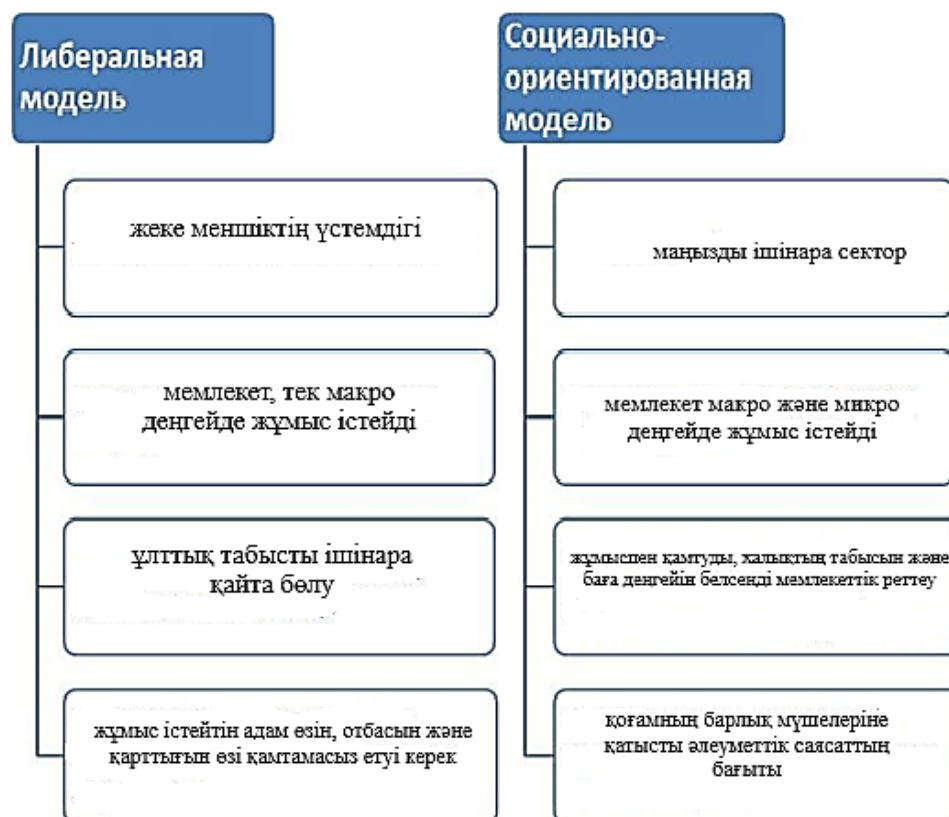 Либеральная
модель
жеке меншіктің үстемдігі
мемлекет, тек макро
деңгейде жұмыс істейді
ұлттық табысты ішінара
қайта бөлу
жұмыс істейтін адам өзін, отбасын және
қарттығын өзі қамтамасыз етуі керек
Социально-
ориентированная
модель
маңызды ішінара сектор
мемлекет макро және микро
деңгейде жұмыс істейді
жұмыспен қамтуды, халықтың табысын және
баға деңгейін белсенді мемлекеттік реттеу
қоғамның барлық мүшелеріне
қатысты әлеуметтік саясаттың
бағыты